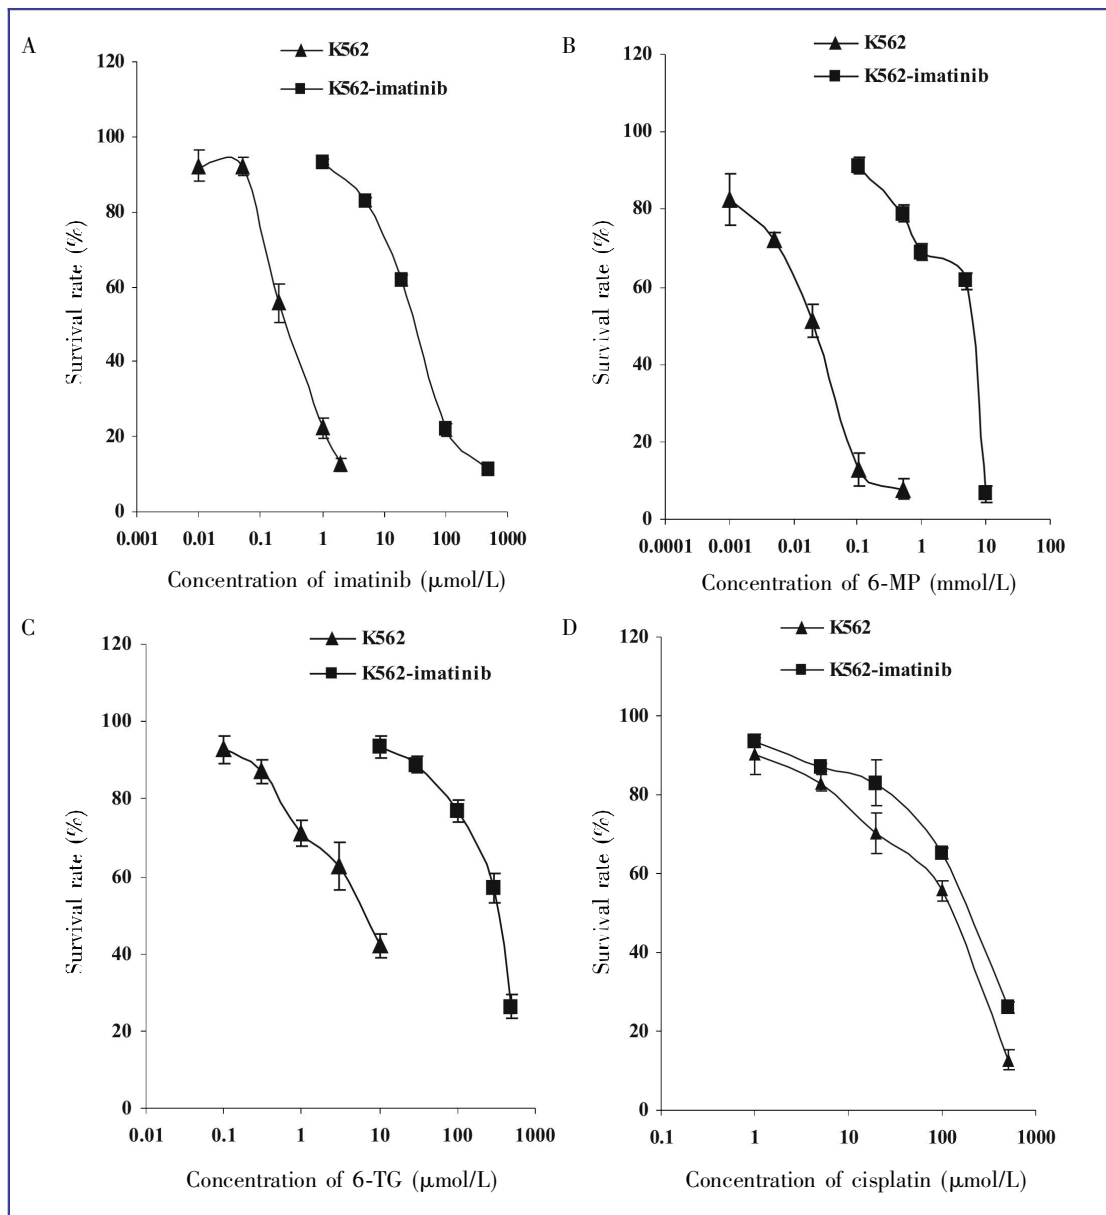 A
K562
K562-imatinib
120
100
80
60
40
20
0
Survival rate (%)
0.001 0.01 0.1 1 10 100 1000
Concentration of imatinib (μmol/L)
B
K562
K562-imatinib
120
100
80
60
40
20
0
Survival rate (%)
0.0001 0.001 0.01 0.1 1 10 100
Concentration of 6-MP (mmol/L)
C
K562
K562-imatinib
120
100
80
60
40
20
0
Survival rate (%)
0.01 0.1 1 10 100 1000
Concentration of 6-TG (μmol/L)
D
K562
K562-imatinib
120
100
80
60
40
20
0
Survival rate (%)
0.1 1 10 100 1000
Concentration of cisplatin (μmol/L)